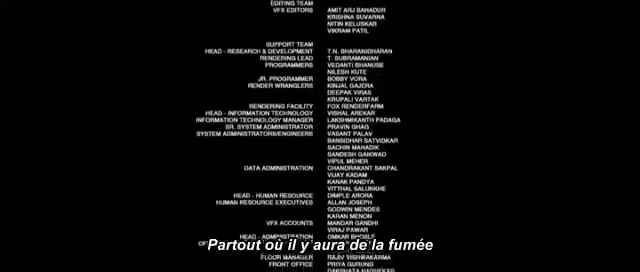 EDITING TEAM
VFX EDITORS AMIT ARJ BAHADUR
KRISHNA SUVARNA
NITIN KELUSKAR
VIKRAM PATIL
SUPPORT TEAM
HEAD - RESEARCH & DEVELOPMENT T.N. BHARANIDHARAN
RENDERING LEAD T. SUBRAMANIAN
PROGRAMMERS VEDANTI BHANUSE
NILESH KUTE
JR. PROGRAMMER BOBBY VORA
RENDER WRANGLERS KINJAL GAJERA
DEEPAK VIRAS
KRUPALI VARTAK
RENDERING FACILITY FOX RENDERFARM
HEAD - INFORMATION TECHNOLOGY VISHAL AREKAR
INFORMATION TECHNOLOGY MANAGER LAKSHMIKANTH PADAGA
SR. SYSTEM ADMINISTRATOR PRAVIN GHAG
SYSTEM ADMINISTRATORS/ENGINEERS VASANT PALAV
BANSIDHAR SATVIDKAR
SACHIN MAHADIK
SANDESH GAIKWAD
VIPUL MEHER
DATA ADMINISTRATION CHANDRAKANT SAKPAL
VIJAY KADAM
KANAK PANDYA
VITTHAL SALUNKHE
HEAD - HUMAN RESOURCE DIMPLE ARORA
HUMAN RESOURCE EXECUTIVES ALLAN JOSEPH
GODWIN MENDES
KARAN MENON
VFX ACCOUNTS MANDAR GANDHI
VIRAJ PAWAR
HEAD - ADMINISTRATION OMKAR BHOSLE
Partout où il y aura de la fumée
FLOOR MANAGER RAJIV VISHWAKARMA
FRONT OFFICE PRIYA GURUNG